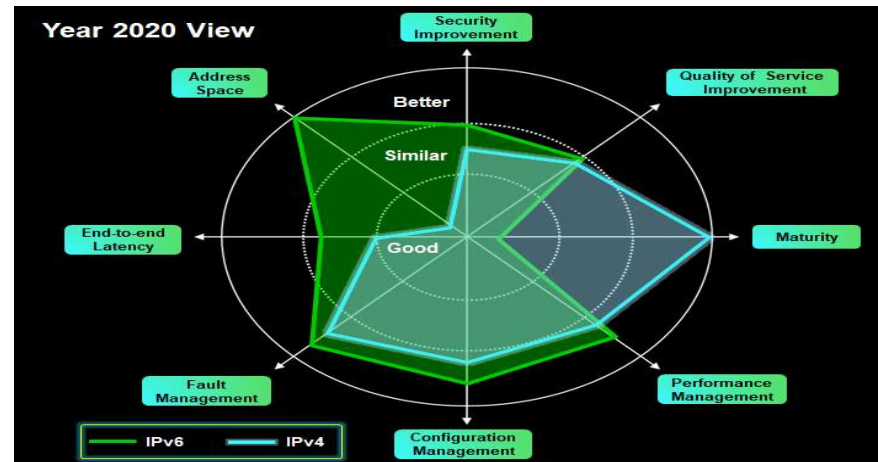 Year 2020 View
Security
Improvement
Address
Space
Quality of Service
Improvement
Better
Similar
End-to-end
Latency
Good
Maturity
Fault
Management
Performance
Management
Configuration
Management
IPv6
IPv4